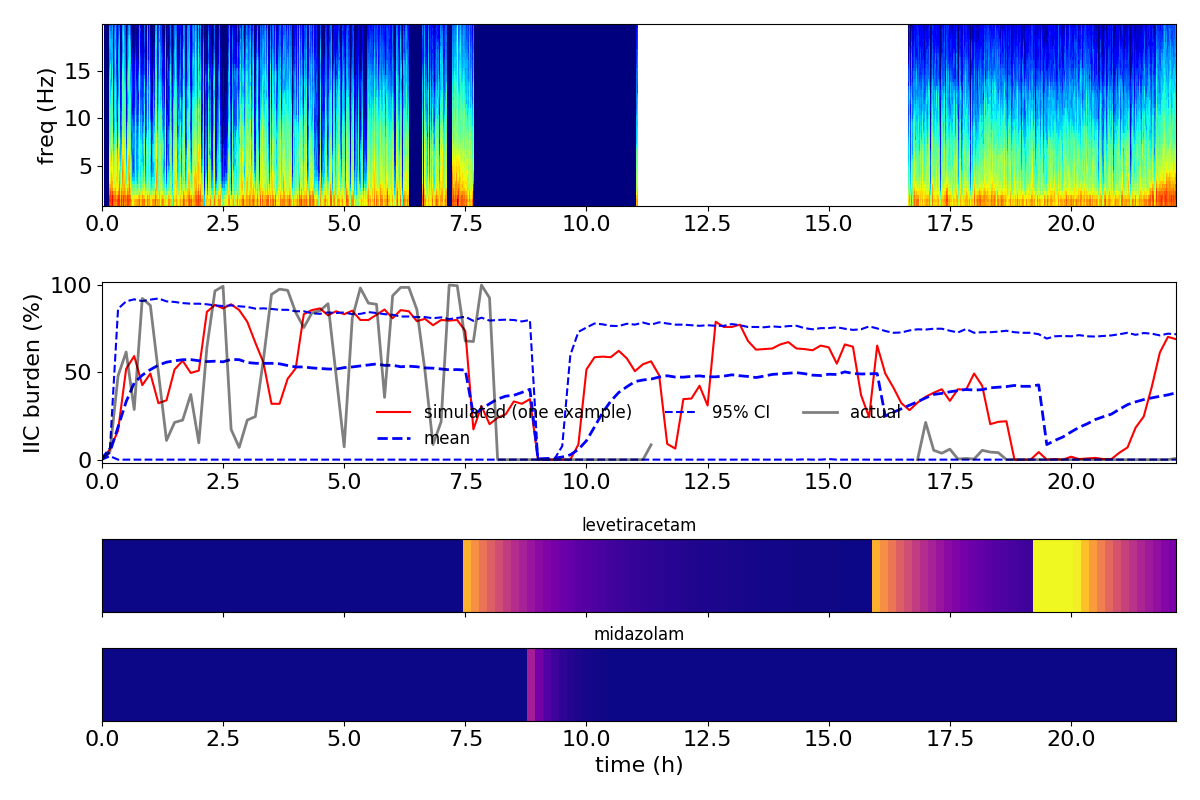 freq (Hz)
15
10
5
0.0 2.5 5.0 7.5 10.0 12.5 15.0 17.5 20.0
IIC burden (%)
100
50
0
simulated (one example) 95% CI actual
mean
0.0 2.5 5.0 7.5 10.0 12.5 15.0 17.5 20.0
levetiracetam
midazolam
0.0 2.5 5.0 7.5 10.0 12.5 15.0 17.5 20.0
time (h)